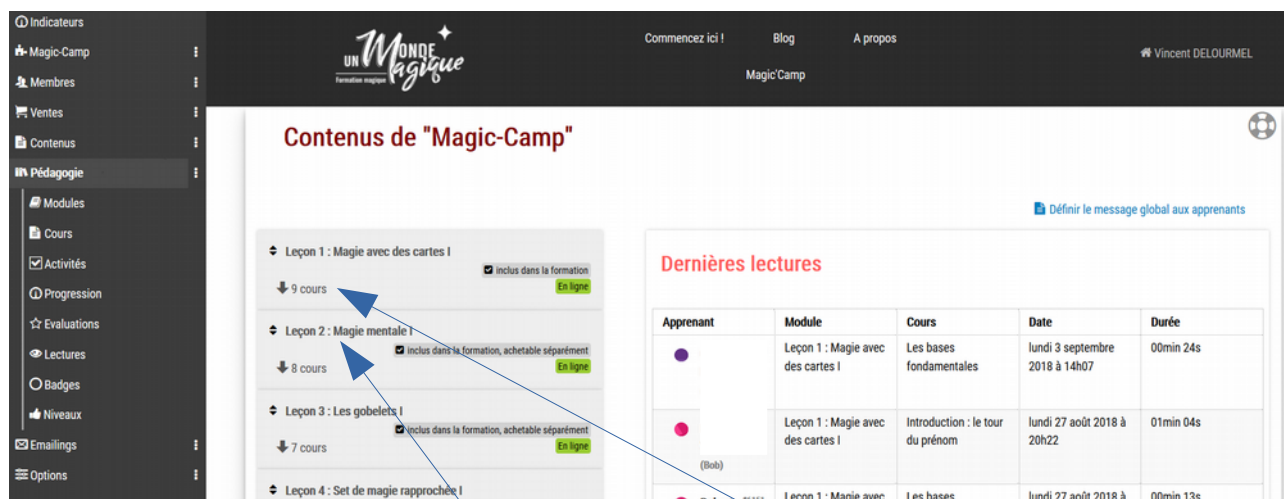 Indicateurs
Magic-Camp
Membres
Ventes
Contenus
Pédagogie
Modules
Cours
Activités
Progression
Evaluations
Lectures
Badges
Niveaux
Emailings
Options
UN MONDE
Magique
Formation magique
Commencez ici !
Blog
A propos
Magic'Camp
Vincent DELOURMEL
Contenus de "Magic-Camp"
Définir le message global aux apprenants
Leçon 1 : Magie avec des cartes I
inclus dans la formation
9 cours
En ligne
Leçon 2 : Magie mentale I
inclus dans la formation, achetable séparément
8 cours
En ligne
Leçon 3 : Les gobelets I
inclus dans la formation, achetable séparément
7 cours
En ligne
Leçon 4 : Set de magie rapprochée I
Dernières lectures
Apprenant Module Cours Date Durée
Leçon 1 : Magie avec Les bases lundi 3 septembre 00min 24s
des cartes I fondamentales 2018 à 14h07
Leçon 1 : Magie avec Introduction : le tour lundi 27 août 2018 à 01min 04s
des cartes I du prénom 20h22
(Bob)
Leçon 1 : Magie avec Les bases lundi 27 août 2018 à 00min 13s